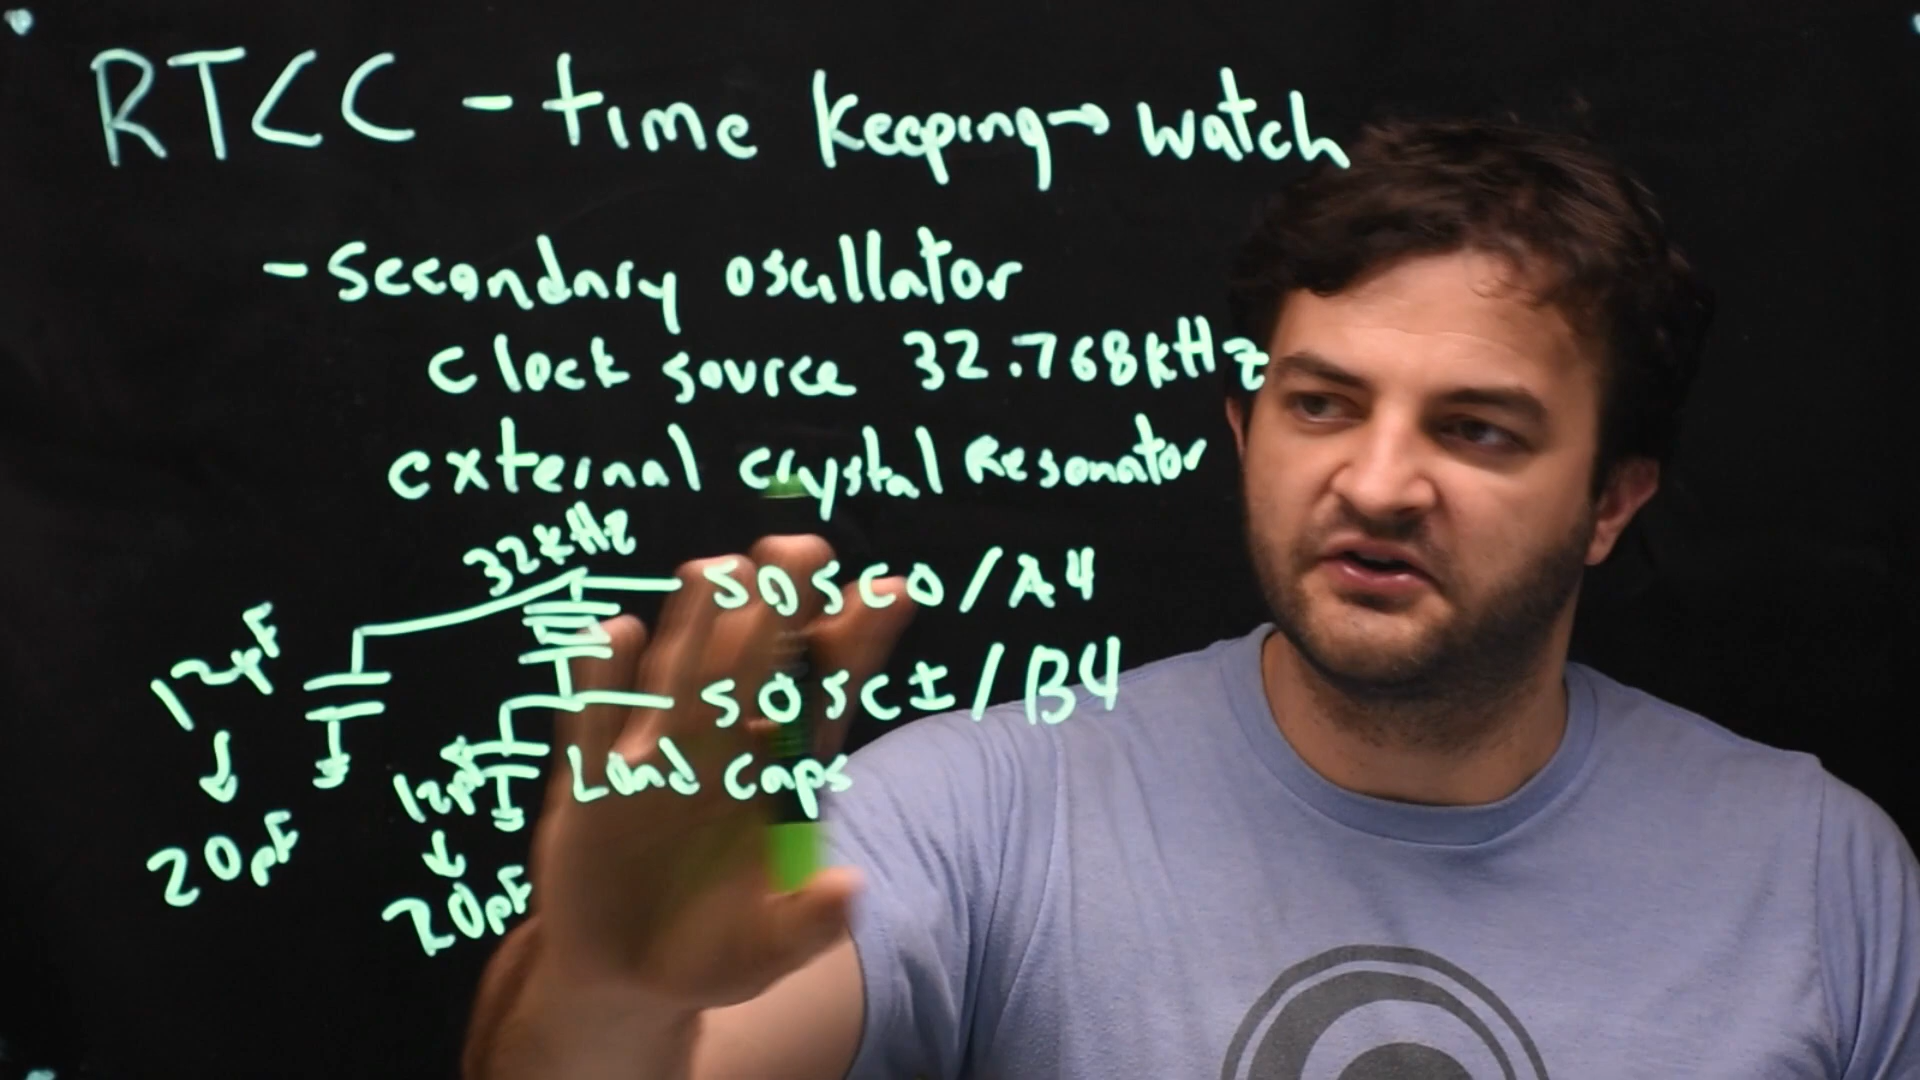 RTCC - time keeping → watch
- Secondary oscillator
clock source 32.768kHz
external crystal Resonator
32kHz
SOSCO/A4
12pF
SOSCI/B4
12pF
Load caps
20pF
20pF